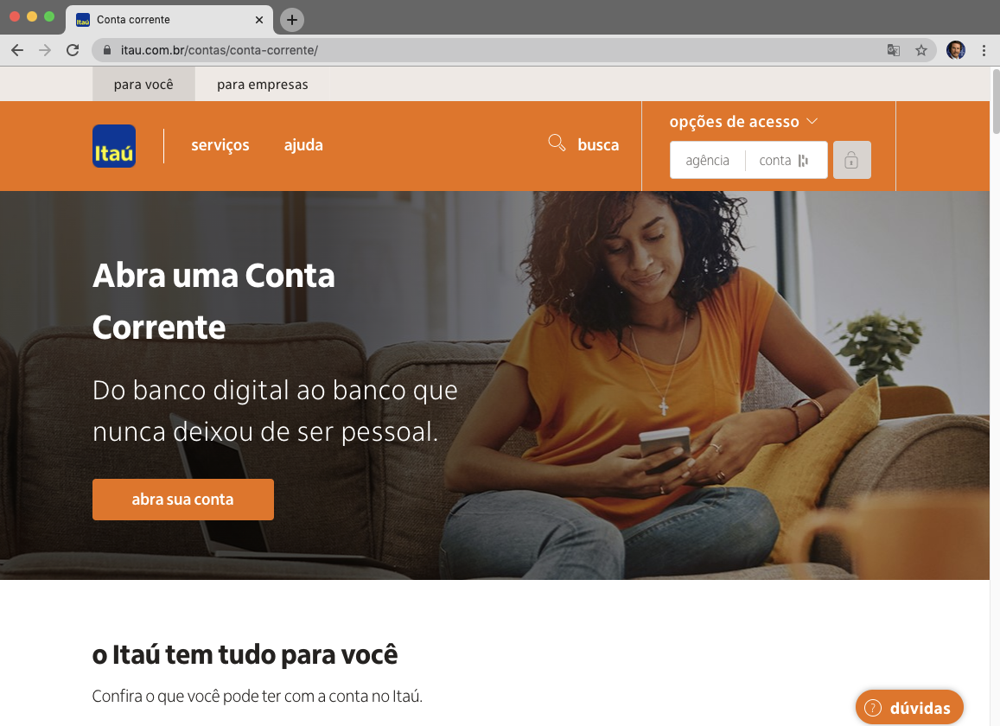 Itaú Conta corrente
itau.com.br/contas/conta-corrente/
para você para empresas
Itaú serviços ajuda busca
opções de acesso
agência conta
Abra uma Conta
Corrente
Do banco digital ao banco que
nunca deixou de ser pessoal.
abra sua conta
o Itaú tem tudo para você
Confira o que você pode ter com a conta no Itaú.
? dúvidas